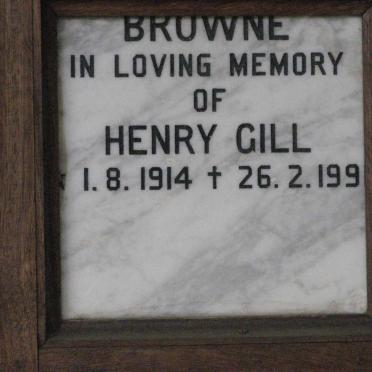 BROWNE
IN LOVING MEMORY
OF
HENRY GILL
1.8.1914 † 26.2.199